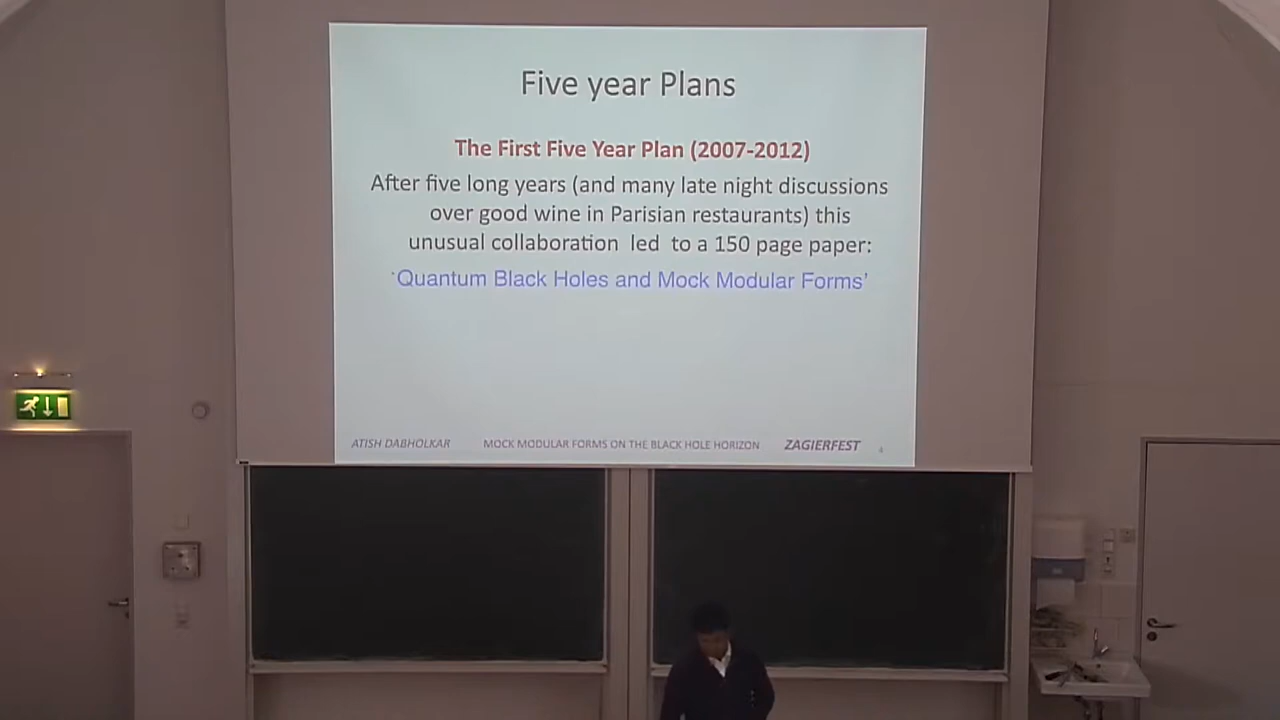 Five year Plans
The First Five Year Plan (2007-2012)
After five long years (and many late night discussions
over good wine in Parisian restaurants) this
unusual collaboration led to a 150 page paper:
‘Quantum Black Holes and Mock Modular Forms’
ATISH DABHOLKAR MOCK MODULAR FORMS ON THE BLACK HOLE HORIZON ZAGIERFEST 4